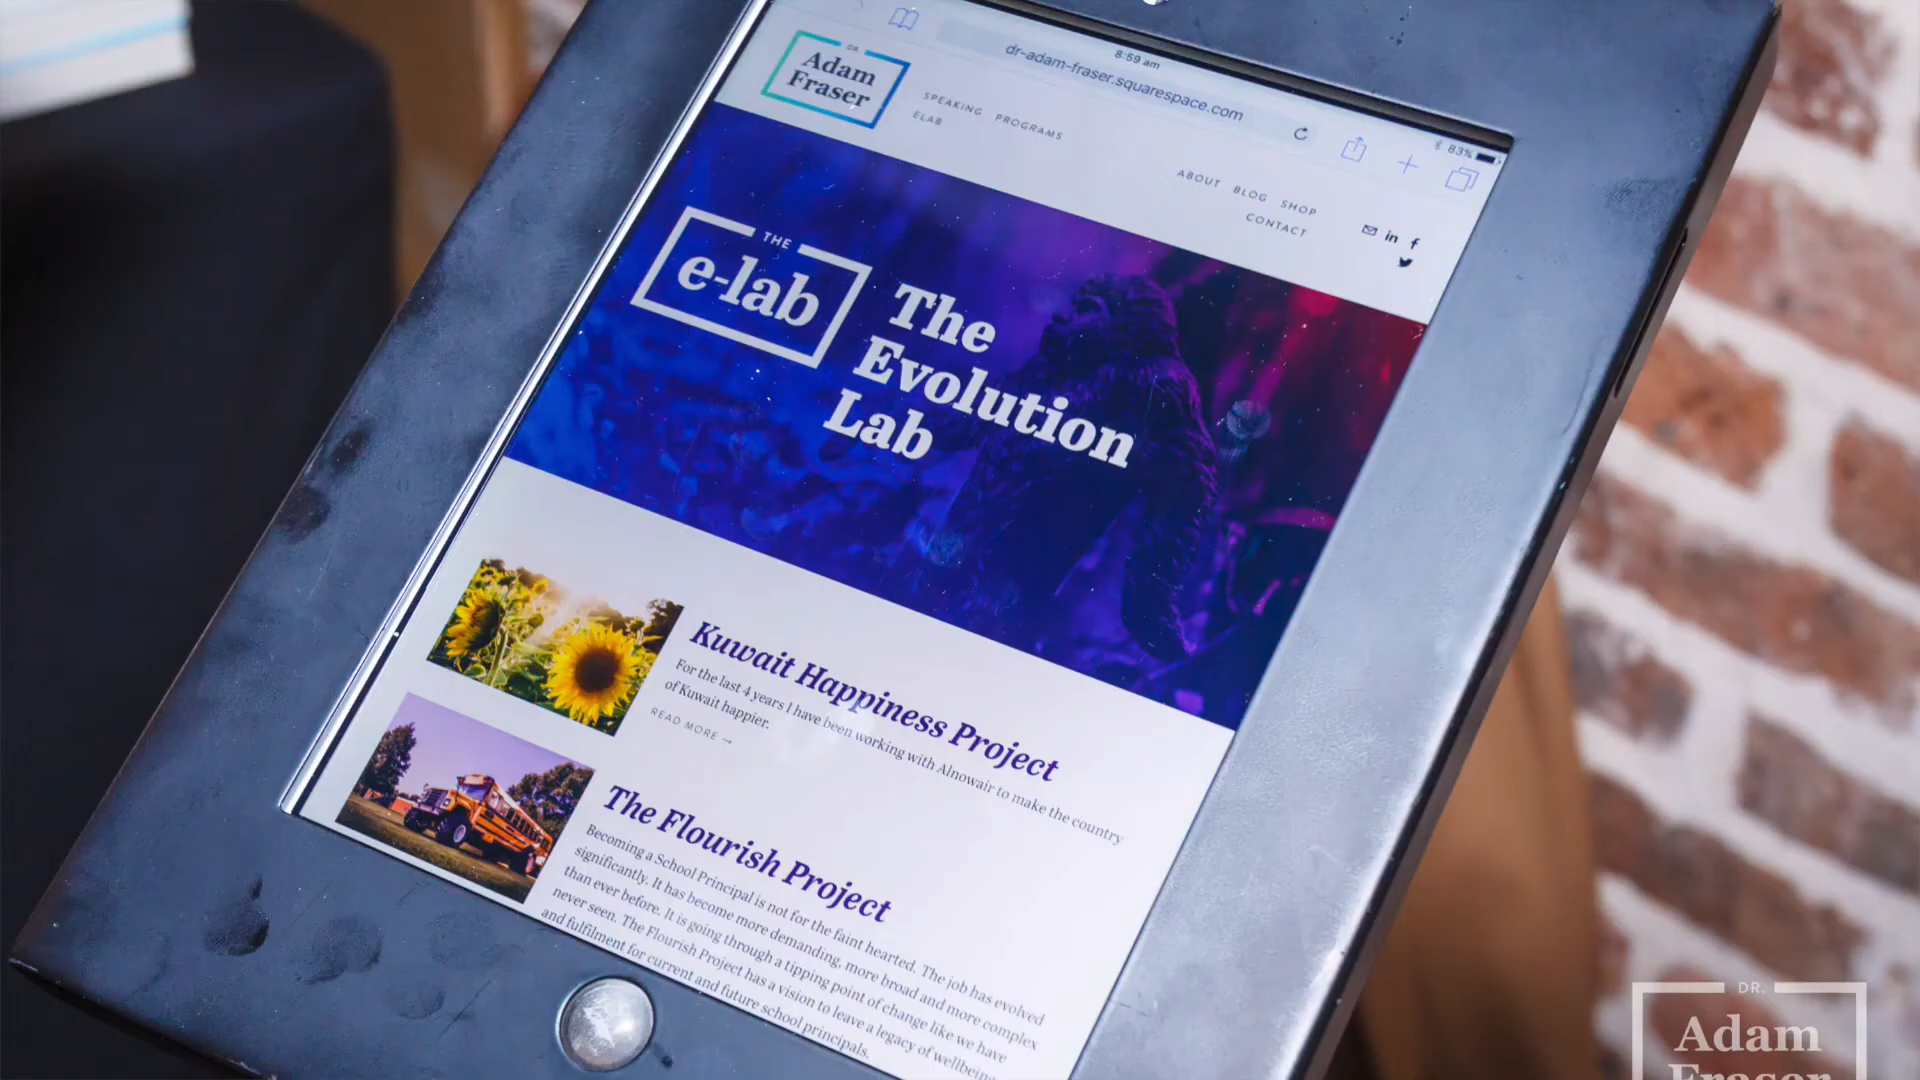 8:59 am
dr-adam-fraser.squarespace.com
83%
DR.
Adam
Fraser
SPEAKING PROGRAMS
ELAB
ABOUT BLOG SHOP
CONTACT
in f
THE
e-lab
The
Evolution
Lab
Kuwait Happiness Project
For the last 4 years I have been working with Alnowair to make the country
of Kuwait happier.
READ MORE →
The Flourish Project
Becoming a School Principal is not for the faint hearted. The job has evolved
significantly. It has become more demanding, more broad and more complex
than ever before. It is going through a tipping point of change like we have
never seen. The Flourish Project has a vision to leave a legacy of wellbeing
and fulfilment for current and future school principals.
DR.
Adam
Fraser